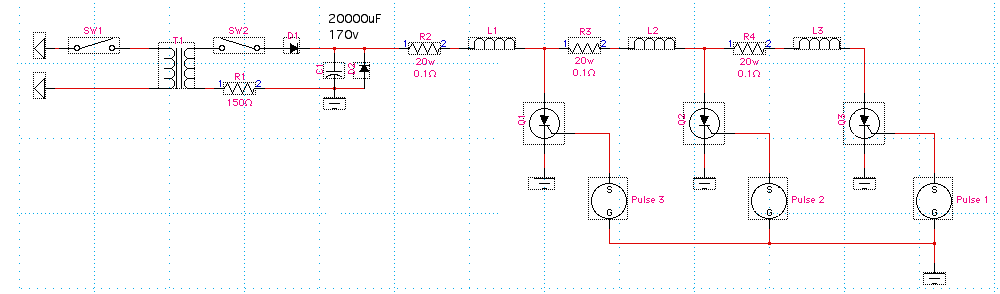 20000uF
170v
SW1
SW2
D1
T1
1 R2 2
20w
0.1Ω
L1
R3
1 2
20w
0.1Ω
L2
R4
1 2
20w
0.1Ω
L3
C1
D2
R1
1 2
150Ω
Q1
Q2
Q3
S
G
Pulse 3
S
G
Pulse 2
S
G
Pulse 1